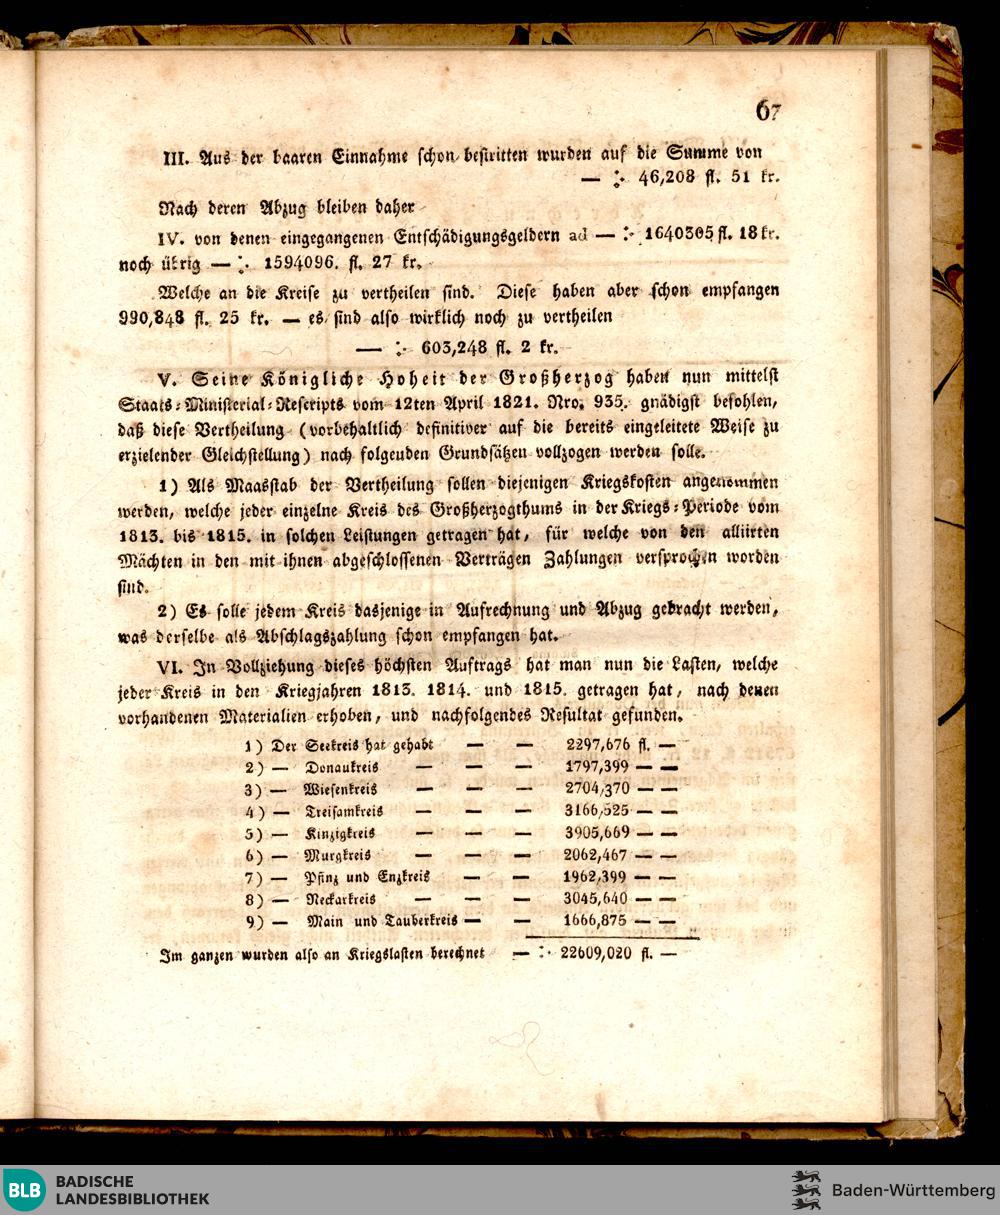 67
III. Aus der baaren Einnahme schon bestritten wurden auf die Summe von
— ⁒ 46,208 fl. 51 kr.
Nach deren Abzug bleiben daher
IV. von denen eingegangenen Entschädigungsgeldern ad — ⁒ 1640305 fl. 18 kr.
noch übrig — ⁒ 1594096. fl. 27 kr.
Welche an die Kreise zu vertheilen sind. Diese haben aber schon empfangen
990,848 fl. 25 kr. — es sind also wirklich noch zu vertheilen
— ⁒ 603,248 fl. 2 kr.
V. Seine Königliche Hoheit der Großherzog haben nun mittelst
Staats-Ministerial-Rescripts vom 12ten April 1821. Nro. 935. gnädigst befohlen,
daß diese Vertheilung (vorbehaltlich definitiver auf die bereits eingeleitete Weise zu
erzielender Gleichstellung) nach folgenden Grundsätzen vollzogen werden solle.
1) Als Maasstab der Vertheilung sollen diejenigen Kriegskosten angenommen
werden, welche jeder einzelne Kreis des Großherzogthums in der Kriegs-Periode vom
1813. bis 1815. in solchen Leistungen getragen hat, für welche von den alliirten
Mächten in den mit ihnen abgeschlossenen Verträgen Zahlungen versprochen worden
sind.
2) Es solle jedem Kreis dasjenige in Aufrechnung und Abzug gebracht werden,
was derselbe als Abschlagszahlung schon empfangen hat.
VI. In Vollziehung dieses höchsten Auftrags hat man nun die Lasten, welche
jeder Kreis in den Kriegjahren 1813. 1814. und 1815. getragen hat, nach denen
vorhandenen Materialien erhoben, und nachfolgendes Resultat gefunden.
1) Der Seekreis hat gehabt — — 2297,676 fl. —
2) — Donaukreis — — — 1797,399 — —
3) — Wiesenkreis — — — 2704,370 — —
4) — Treisamkreis — — — 3166,525 — —
5) — Kinzigkreis — — — 3905,669 — —
6) — Murgkreis — — — 2062,467 — —
7) — Pfinz und Enzkreis — — 1962,399 — —
8) — Neckarkreis — — — 3045,640 — —
9) — Main und Tauberkreis — — 1666,875 — —
Im ganzen wurden also an Kriegslasten berechnet — ⁒ 22609,020 fl. —
BLB BADISCHE
LANDESBIBLIOTHEK
Baden-Württemberg